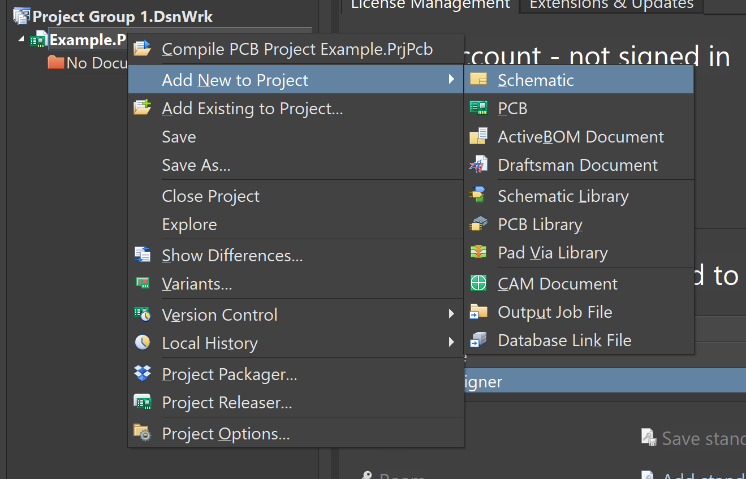 License Management
Extensions & Updates
Project Group 1.DsnWrk
Example.P
No Docu
ccount - not signed in
Compile PCB Project Example.PrjPcb
Add New to Project
Add Existing to Project...
Save
Save As...
Close Project
Explore
Show Differences...
Variants...
Version Control
Local History
Project Packager...
Project Releaser...
Project Options...
Schematic
PCB
ActiveBOM Document
Draftsman Document
Schematic Library
PCB Library
Pad Via Library
CAM Document
Output Job File
Database Link File
d to
e
igner
Save stand
Add stand